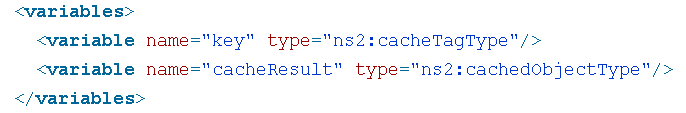 <variables>
<variable name="key" type="ns2:cacheTagType"/>
<variable name="cacheResult" type="ns2:cachedObjectType"/>
</variables>